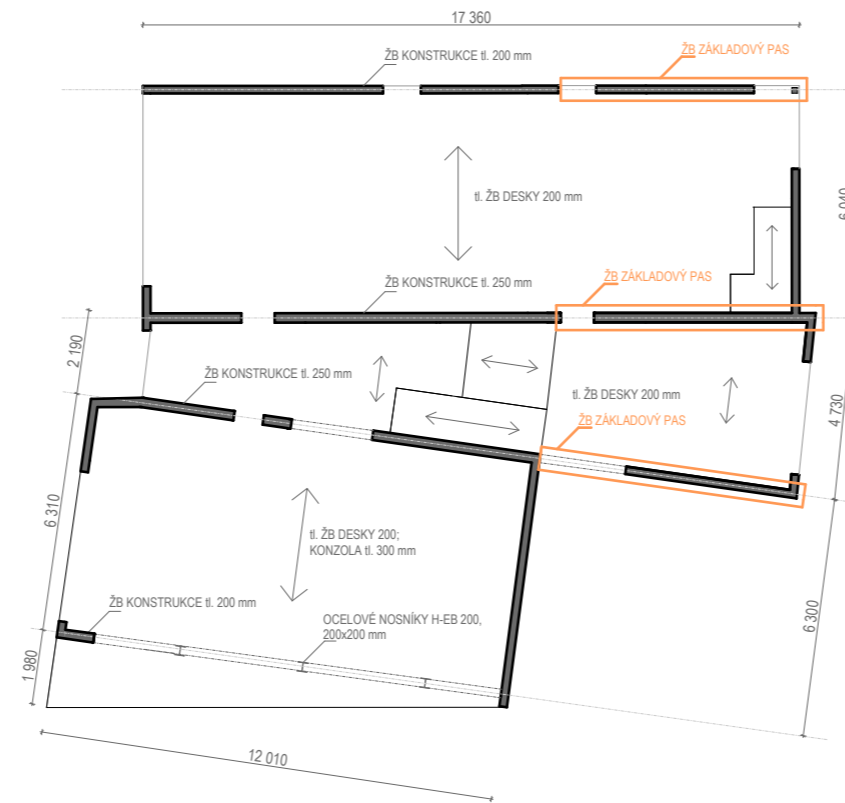 17 360
ŽB KONSTRUKCE tl. 200 mm
ŽB ZÁKLADOVÝ PAS
tl. ŽB DESKY 200 mm
6 040
ŽB KONSTRUKCE tl. 250 mm
ŽB ZÁKLADOVÝ PAS
2 190
ŽB KONSTRUKCE tl. 250 mm
tl. ŽB DESKY 200 mm
4 730
ŽB ZÁKLADOVÝ PAS
6 310
tl. ŽB DESKY 200;
KONZOLA tl. 300 mm
ŽB KONSTRUKCE tl. 200 mm
OCELOVÉ NOSNÍKY H-EB 200,
200x200 mm
6 300
1 980
12 010